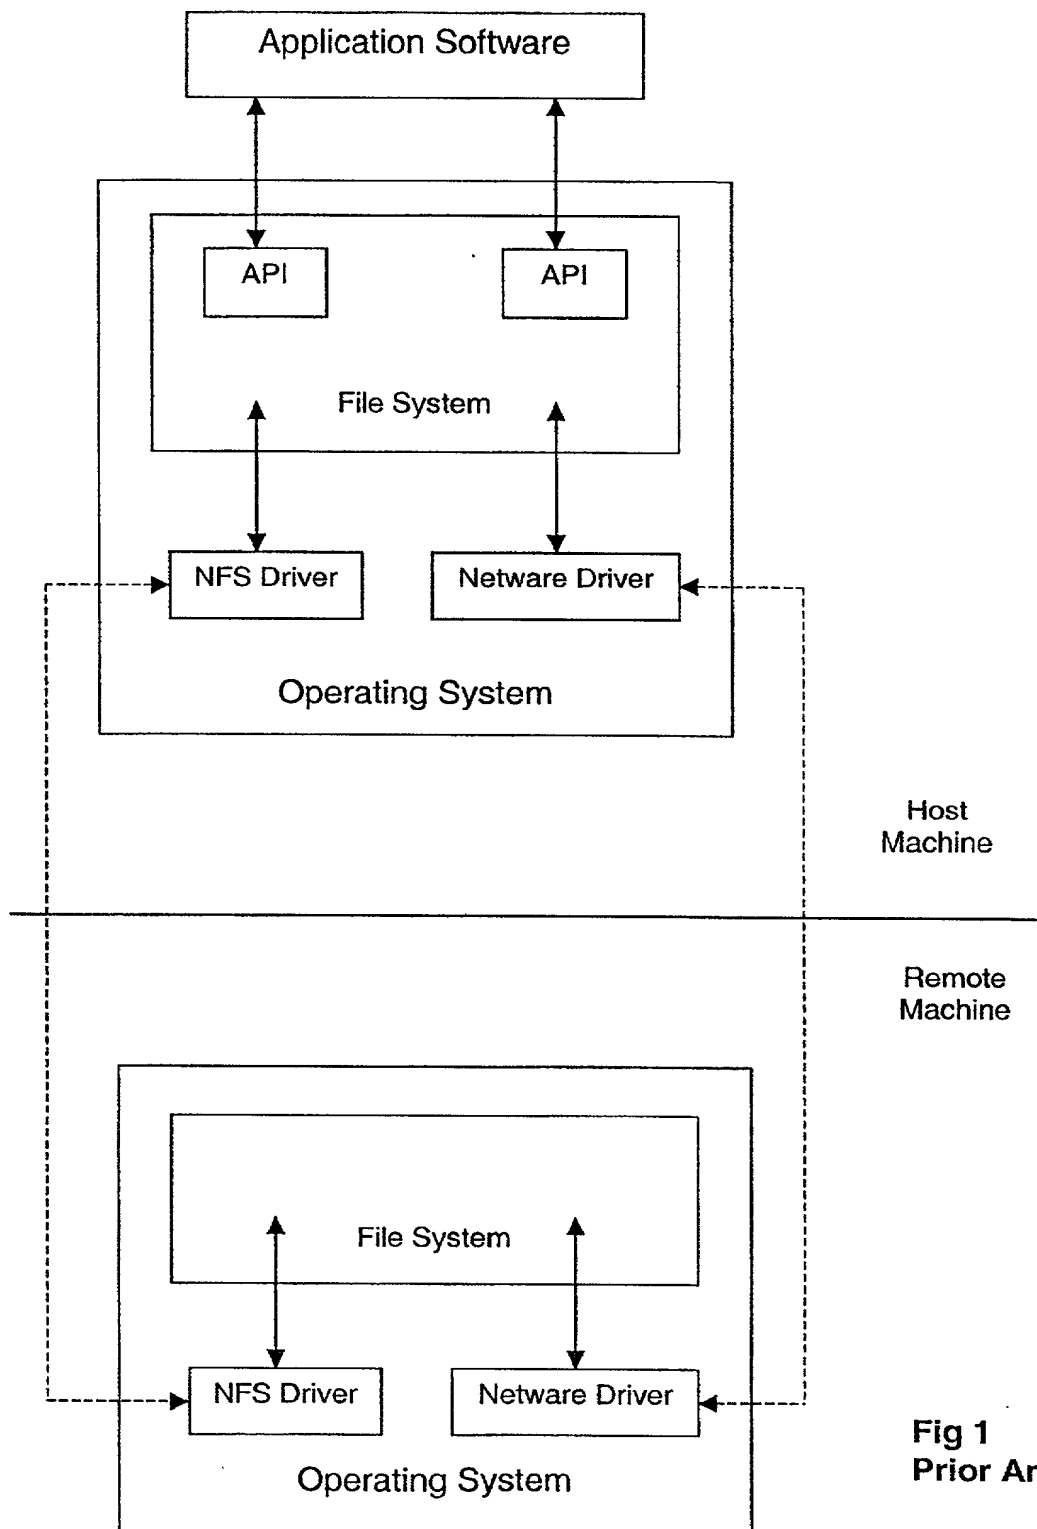 Application Software
API
API
File System
NFS Driver
Netware Driver
Operating System
Host
Machine
Remote
Machine
File System
NFS Driver
Netware Driver
Operating System
Fig 1
Prior Ar